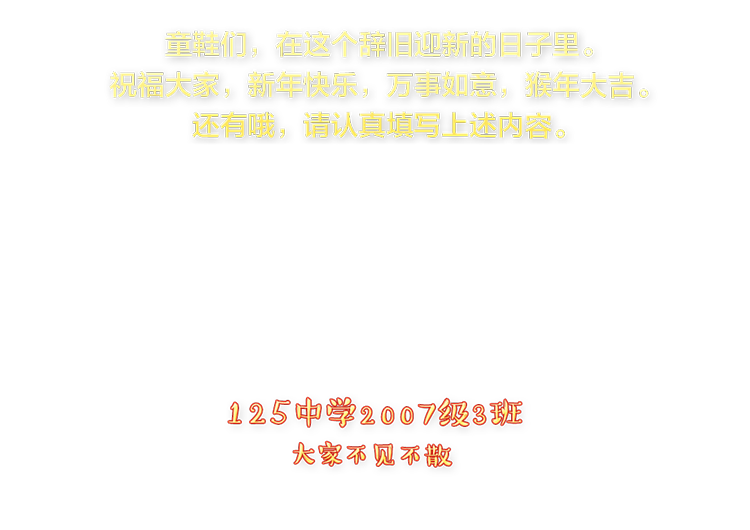 童鞋们，在这个辞旧迎新的日子里。
祝福大家，新年快乐，万事如意，猴年大吉。
还有哦，请认真填写上述内容。
125中学2007级3班
大家不见不散